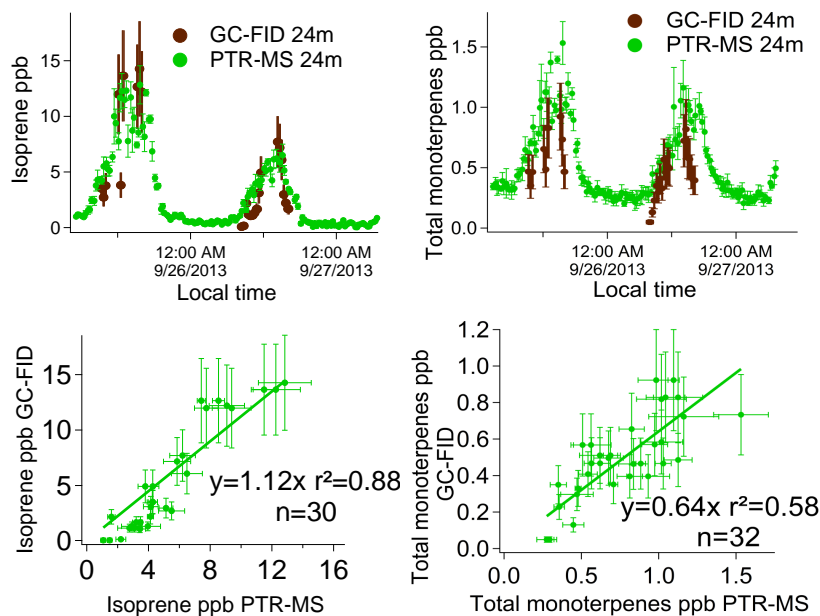 GC-FID 24m
PTR-MS 24m
Isoprene ppb
15
10
5
0
12:00 AM
9/26/2013
12:00 AM
9/27/2013
Local time
GC-FID 24m
PTR-MS 24m
Total monoterpenes ppb
1.5
1.0
0.5
0.0
12:00 AM
9/26/2013
12:00 AM
9/27/2013
Local time
Isoprene ppb GC-FID
15
10
5
0
y=1.12x r²=0.88
n=30
0 4 8 12 16
Isoprene ppb PTR-MS
Total monoterpenes ppb
GC-FID
1.2
1.0
0.8
0.6
0.4
0.2
0.0
y=0.64x r²=0.58
n=32
0.0 0.5 1.0 1.5
Total monoterpenes ppb PTR-MS